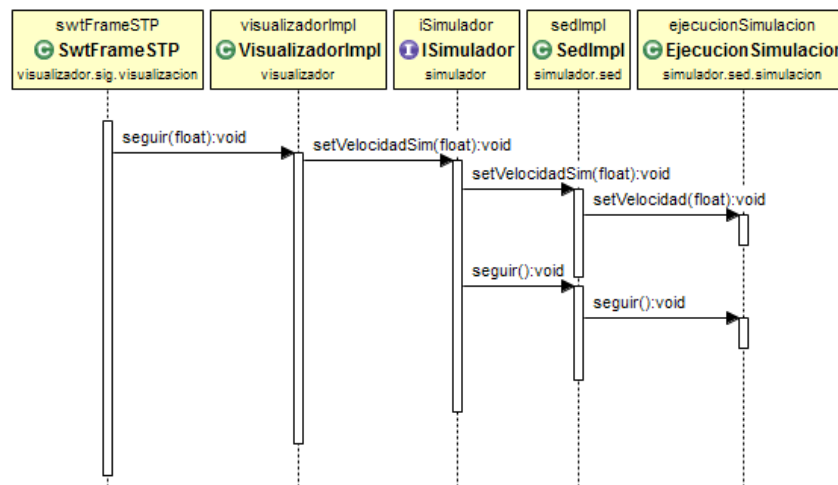 swtFrameSTP
C SwtFrameSTP
visualizador.sig.visualizacion
visualizadorImpl
C VisualizadorImpl
visualizador
iSimulador
I ISimulador
simulador
sedImpl
C SedImpl
simulador.sed
ejecucionSimulacion
C EjecucionSimulacion
simulador.sed.simulacion
seguir(float):void
setVelocidadSim(float):void
setVelocidadSim(float):void
setVelocidad(float):void
seguir():void
seguir():void